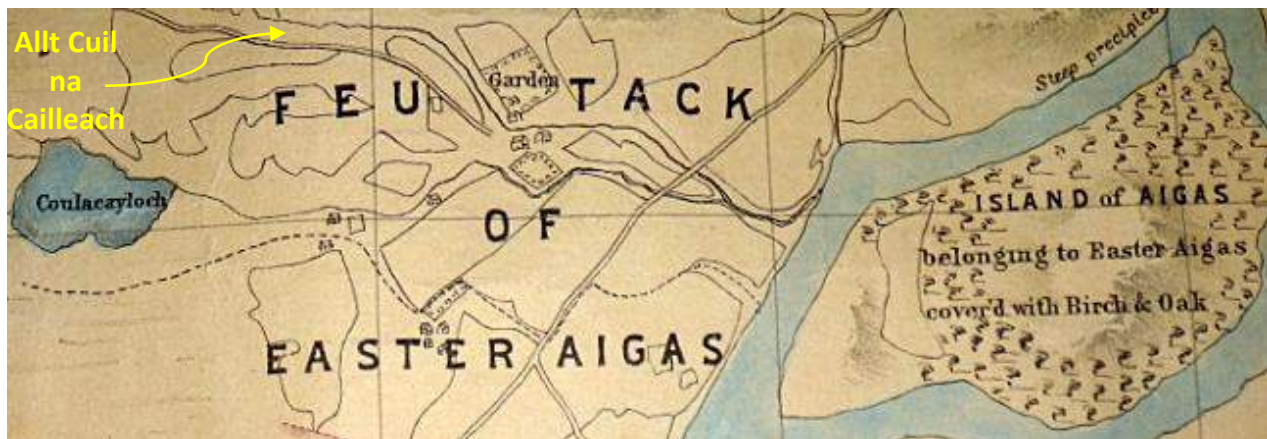 Allt Cuil
na
Cailleach
Garden
FEU TACK
Steep precipice
Coulacayloch
OF
ISLAND of AIGAS
belonging to Easter Aigas
cover'd with Birch & Oak
EASTER AIGAS